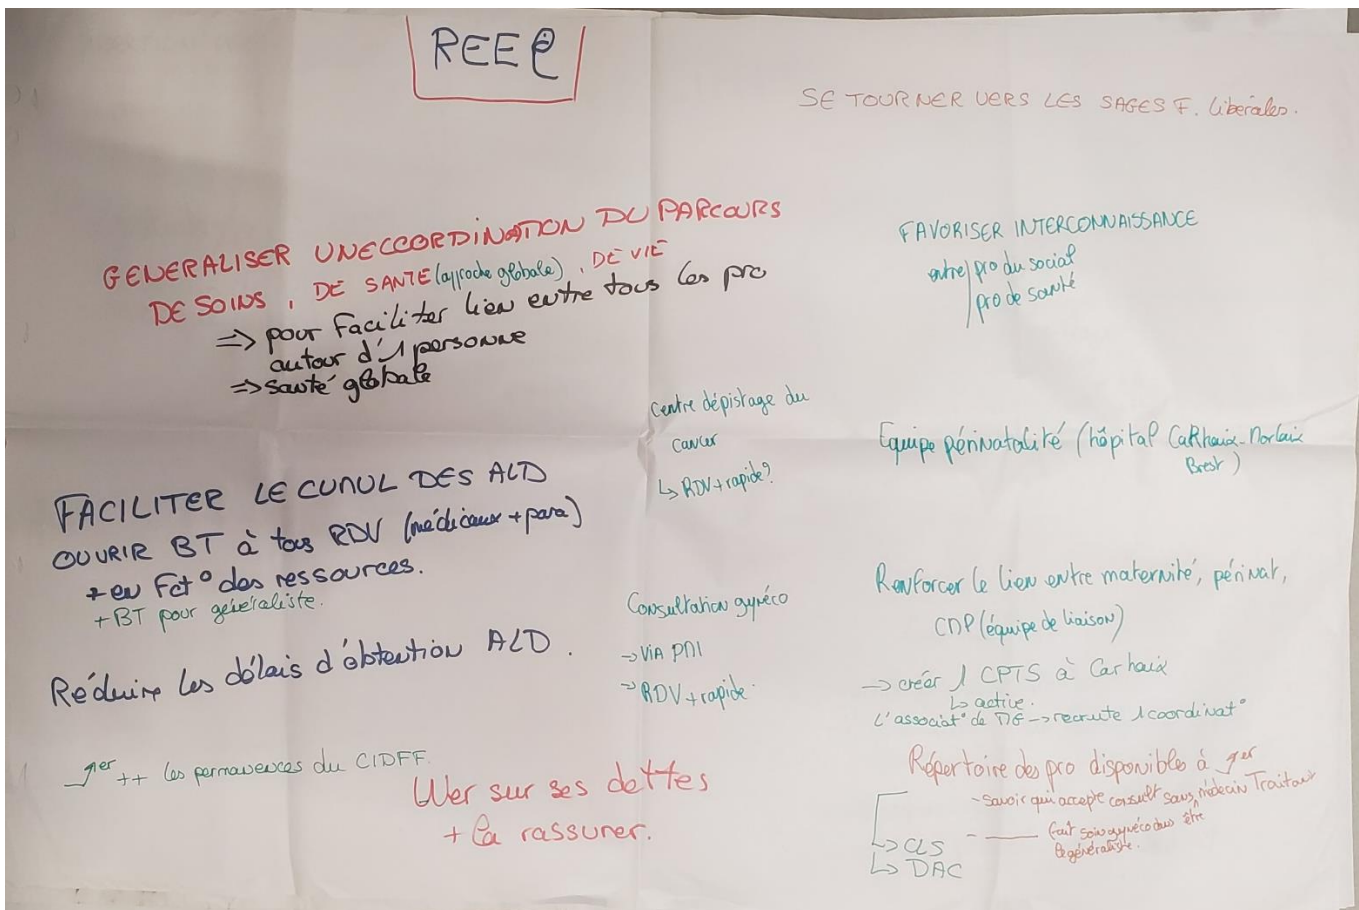 REEL
SE TOURNER VERS LES SAGES F. libérales.
GENERALISER UNE COORDINATION DU PARCOURS
DE SOINS, DE SANTE (approche globale), DE VIE
=> pour Faciliter lien entre tous les pro
autour d'1 personne
=> santé globale
FAVORISER INTERCONNAISSANCE
entre pro du social
pro de santé
Centre dépistage du
cancer
↳ RDV + rapide?
Equipe périnatalité (hôpital CaRhaix-Morlaix
Brest)
FACILITER LE CUMUL DES ALD
OUVRIR BT à tous RDV (médicaux + para)
+ en Fct° des ressources.
+ BT pour généraliste.
Réduire les délais d'obtention ALD.
Consultation gynéco
→ VIA PMI
→ RDV + rapide.
Renforcer le lien entre maternité, périnat,
CDP (équipe de liaison)
→ créer 1 CPTS à Carhaix
↳ active.
L'associat° de → recrute 1 coordinat°
++ les permanences du CIDFF.
sur ses dettes
+ la rassurer.
Répertoire des pro disponibles à
- Savoir qui accepte consult sans médecin Traitant
- fait soin gynéco dans être
le généraliste.
↳ CLS
↳ DAC